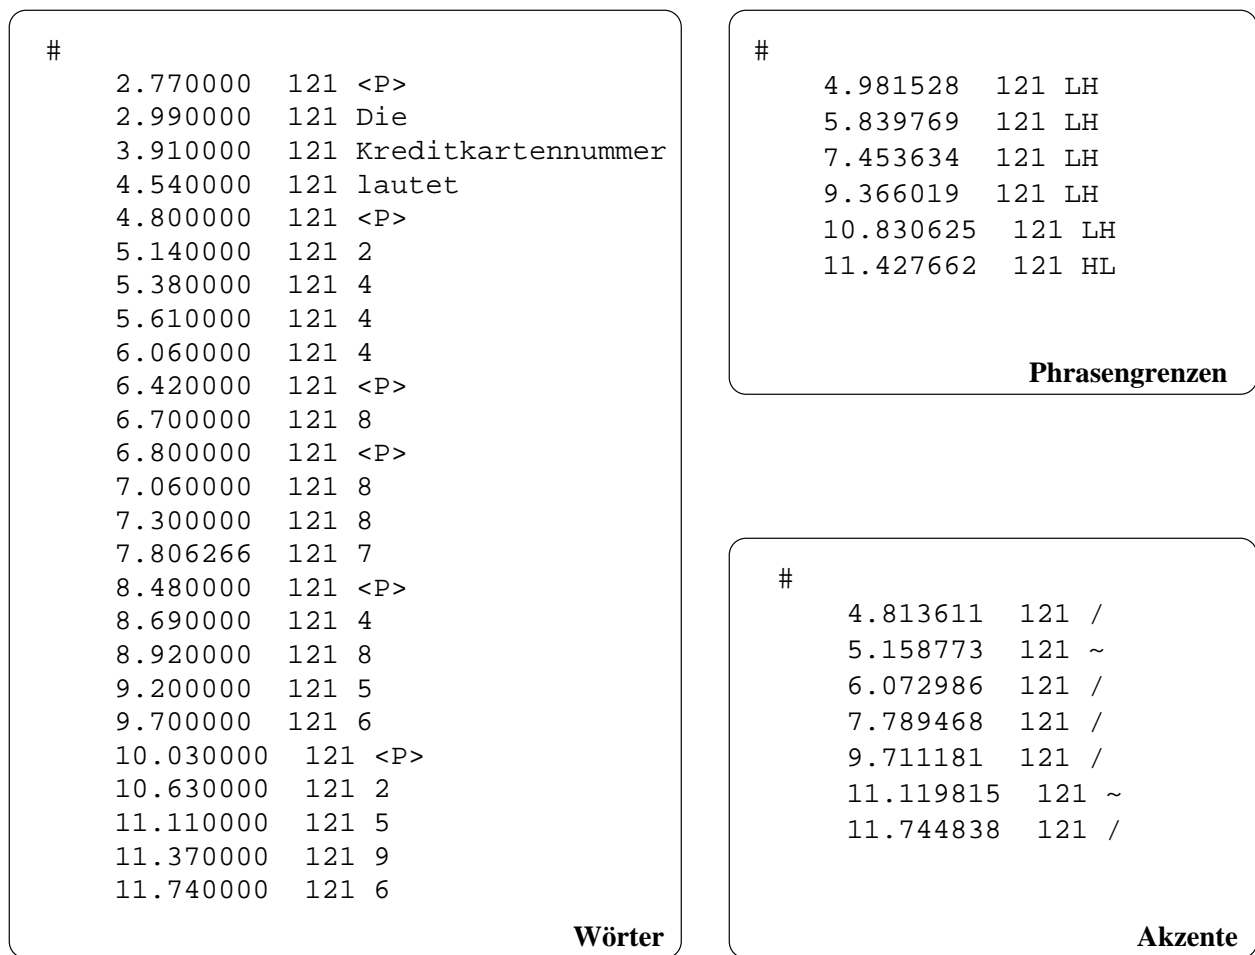 #
2.770000 121 <P>
2.990000 121 Die
3.910000 121 Kreditkartennummer
4.540000 121 lautet
4.800000 121 <P>
5.140000 121 2
5.380000 121 4
5.610000 121 4
6.060000 121 4
6.420000 121 <P>
6.700000 121 8
6.800000 121 <P>
7.060000 121 8
7.300000 121 8
7.806266 121 7
8.480000 121 <P>
8.690000 121 4
8.920000 121 8
9.200000 121 5
9.700000 121 6
10.030000 121 <P>
10.630000 121 2
11.110000 121 5
11.370000 121 9
11.740000 121 6
Wörter
#
4.981528 121 LH
5.839769 121 LH
7.453634 121 LH
9.366019 121 LH
10.830625 121 LH
11.427662 121 HL
Phrasengrenzen
#
4.813611 121 /
5.158773 121 ~
6.072986 121 /
7.789468 121 /
9.711181 121 /
11.119815 121 ~
11.744838 121 /
Akzente